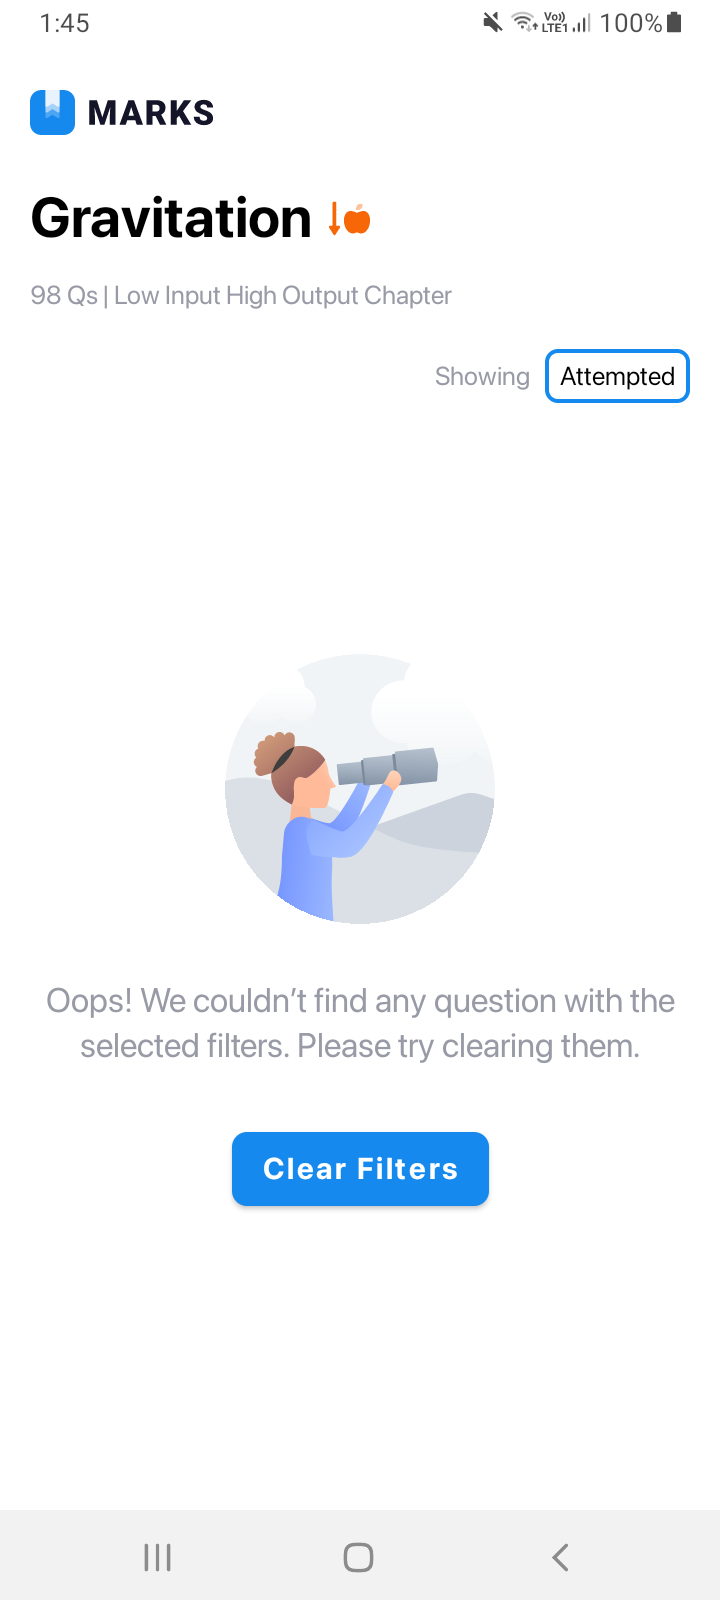 1:45
Vo)) LTE1 100%
MARKS
Gravitation
98 Qs | Low Input High Output Chapter
Showing Attempted
Oops! We couldn’t find any question with the
selected filters. Please try clearing them.
Clear Filters